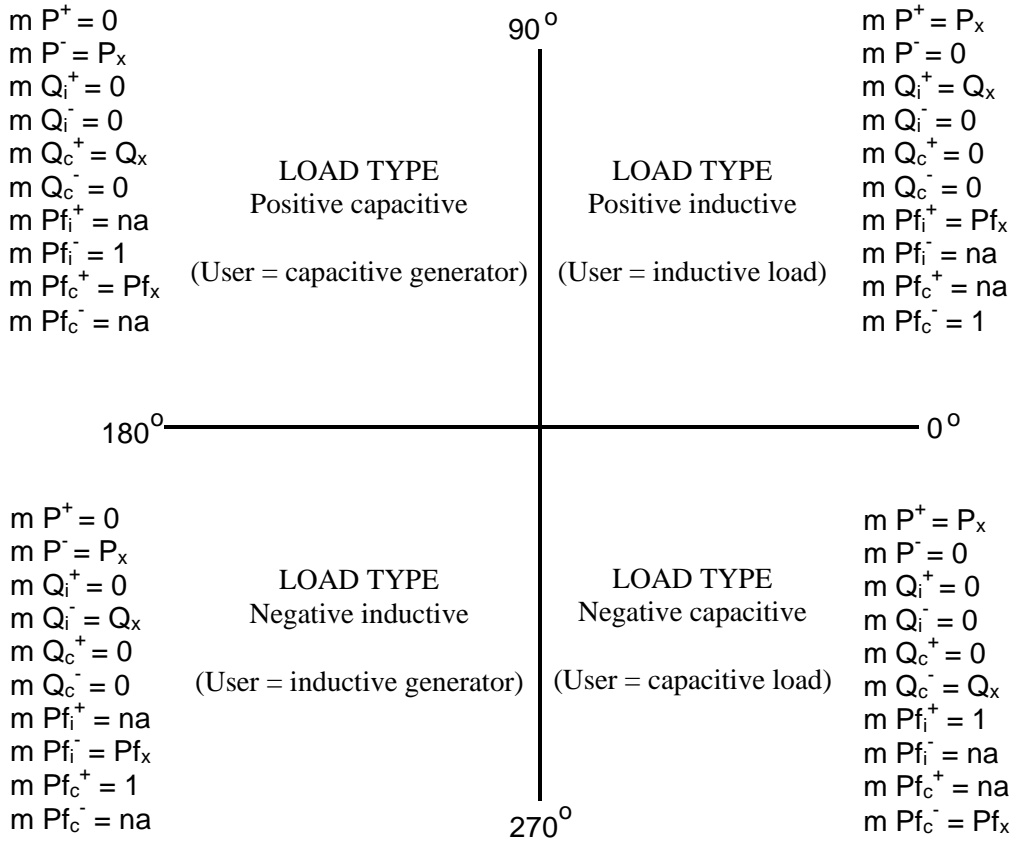 m P⁺ = 0
m P⁻ = Pₓ
m Qᵢ⁺ = 0
m Qᵢ⁻ = 0
m Q꜀⁺ = Qₓ
m Q꜀⁻ = 0
m Pfᵢ⁺ = na
m Pfᵢ⁻ = 1
m Pf꜀⁺ = Pfₓ
m Pf꜀⁻ = na
90°
LOAD TYPE
Positive capacitive
(User = capacitive generator)
LOAD TYPE
Positive inductive
(User = inductive load)
m P⁺ = Pₓ
m P⁻ = 0
m Qᵢ⁺ = Qₓ
m Qᵢ⁻ = 0
m Q꜀⁺ = 0
m Q꜀⁻ = 0
m Pfᵢ⁺ = Pfₓ
m Pfᵢ⁻ = na
m Pf꜀⁺ = na
m Pf꜀⁻ = 1
180°
0°
m P⁺ = 0
m P⁻ = Pₓ
m Qᵢ⁺ = 0
m Qᵢ⁻ = Qₓ
m Q꜀⁺ = 0
m Q꜀⁻ = 0
m Pfᵢ⁺ = na
m Pfᵢ⁻ = Pfₓ
m Pf꜀⁺ = 1
m Pf꜀⁻ = na
LOAD TYPE
Negative inductive
(User = inductive generator)
LOAD TYPE
Negative capacitive
(User = capacitive load)
m P⁺ = Pₓ
m P⁻ = 0
m Qᵢ⁺ = 0
m Qᵢ⁻ = 0
m Q꜀⁺ = 0
m Q꜀⁻ = Qₓ
m Pfᵢ⁺ = 1
m Pfᵢ⁻ = na
m Pf꜀⁺ = na
m Pf꜀⁻ = Pfₓ
270°